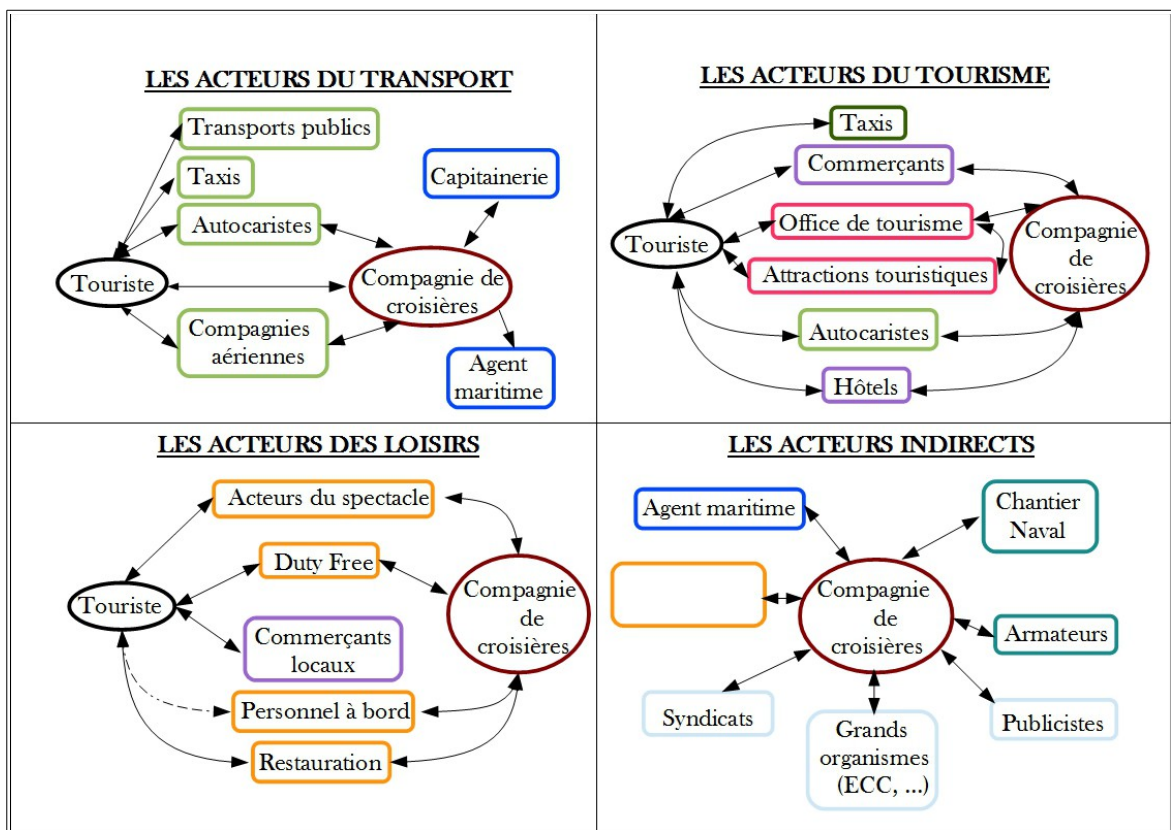 LES ACTEURS DU TRANSPORT
Transports publics
Taxis
Autocaristes
Capitainerie
Touriste
Compagnie de
croisières
Compagnies
aériennes
Agent
maritime
LES ACTEURS DU TOURISME
Taxis
Commerçants
Office de tourisme
Touriste
Compagnie
de
croisières
Attractions touristiques
Autocaristes
Hôtels
LES ACTEURS DES LOISIRS
Acteurs du spectacle
Duty Free
Touriste
Compagnie
de
croisières
Commerçants
locaux
Personnel à bord
Restauration
LES ACTEURS INDIRECTS
Agent maritime
Chantier
Naval
Compagnie
de
croisières
Armateurs
Syndicats
Grands
organismes
(ECC, ...)
Publicistes